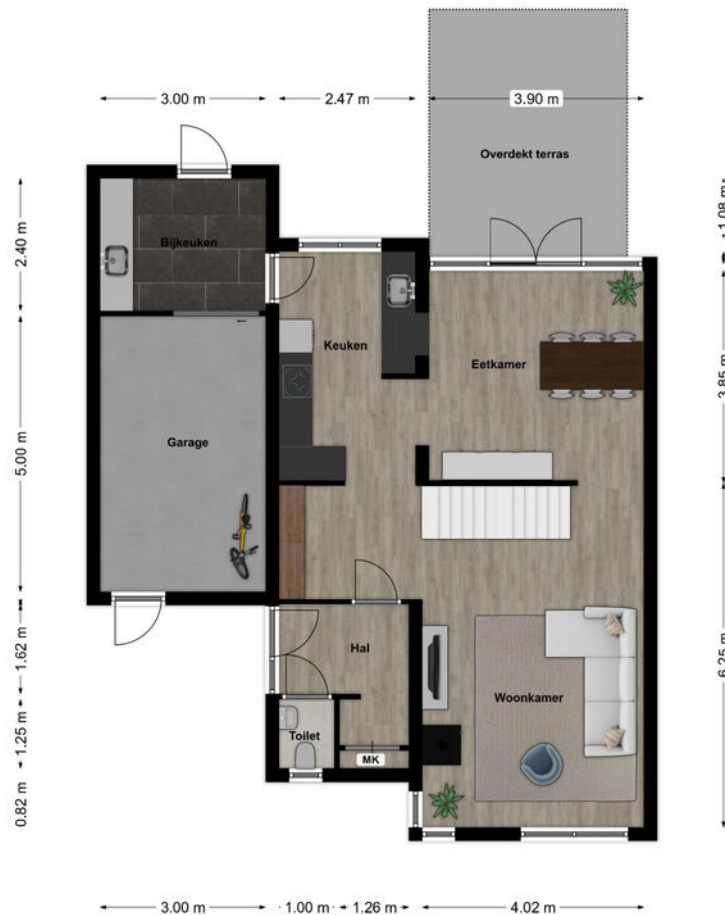 3.00 m
2.47 m
3.90 m
Overdekt terras
1.08 m
2.40 m
Bijkeuken
Keuken
Eetkamer
3.85 m
Garage
5.00 m
Hal
1.62 m
Woonkamer
6.25 m
Toilet
1.25 m
MK
0.82 m
3.00 m
1.00 m
1.26 m
4.02 m